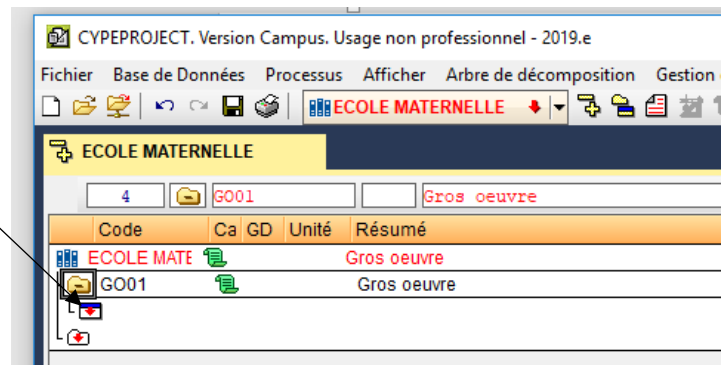 CYPEPROJECT. Version Campus. Usage non professionnel - 2019.e
Fichier Base de Données Processus Afficher Arbre de décomposition Gestion
ECOLE MATERNELLE
ECOLE MATERNELLE
4 GO01 Gros oeuvre
Code Ca GD Unité Résumé
ECOLE MATE Gros oeuvre
GO01 Gros oeuvre